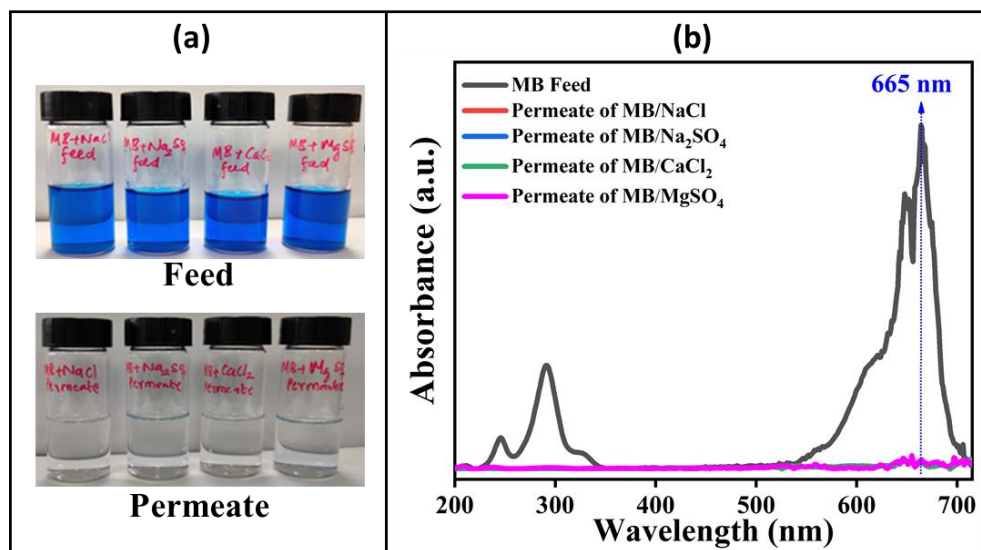 (a)
MB+NaCl
feed
MB+Na2SO4
feed
MB+CaCl2
feed
MB+MgSO4
feed
Feed
MB+NaCl
Permeate
MB+Na2SO4
Permeate
MB+CaCl2
Permeate
MB+MgSO4
Permeate
Permeate
(b)
MB Feed
Permeate of MB/NaCl
Permeate of MB/Na₂SO₄
Permeate of MB/CaCl₂
Permeate of MB/MgSO₄
665 nm
Absorbance (a.u.)
200 300 400 500 600 700
Wavelength (nm)